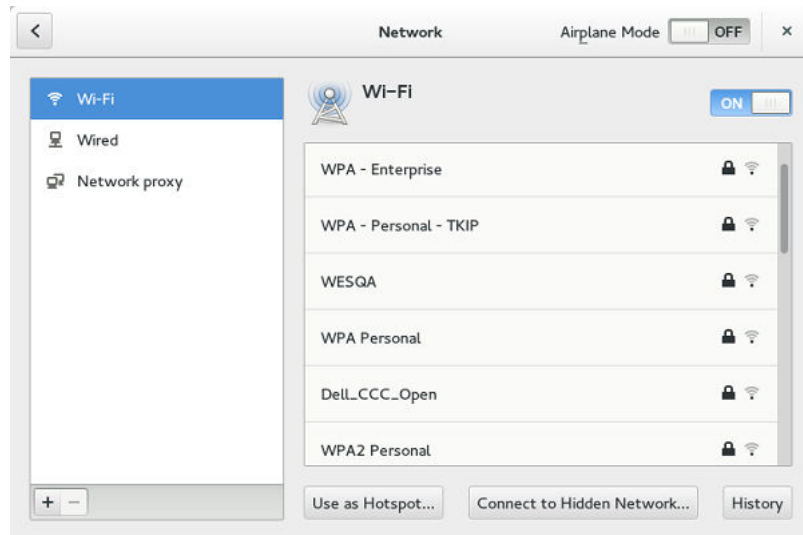 Network
Airplane Mode OFF
Wi-Fi
Wired
Network proxy
Wi-Fi
ON
WPA - Enterprise
WPA - Personal - TKIP
WESQA
WPA Personal
Dell_CCC_Open
WPA2 Personal
Use as Hotspot... Connect to Hidden Network... History